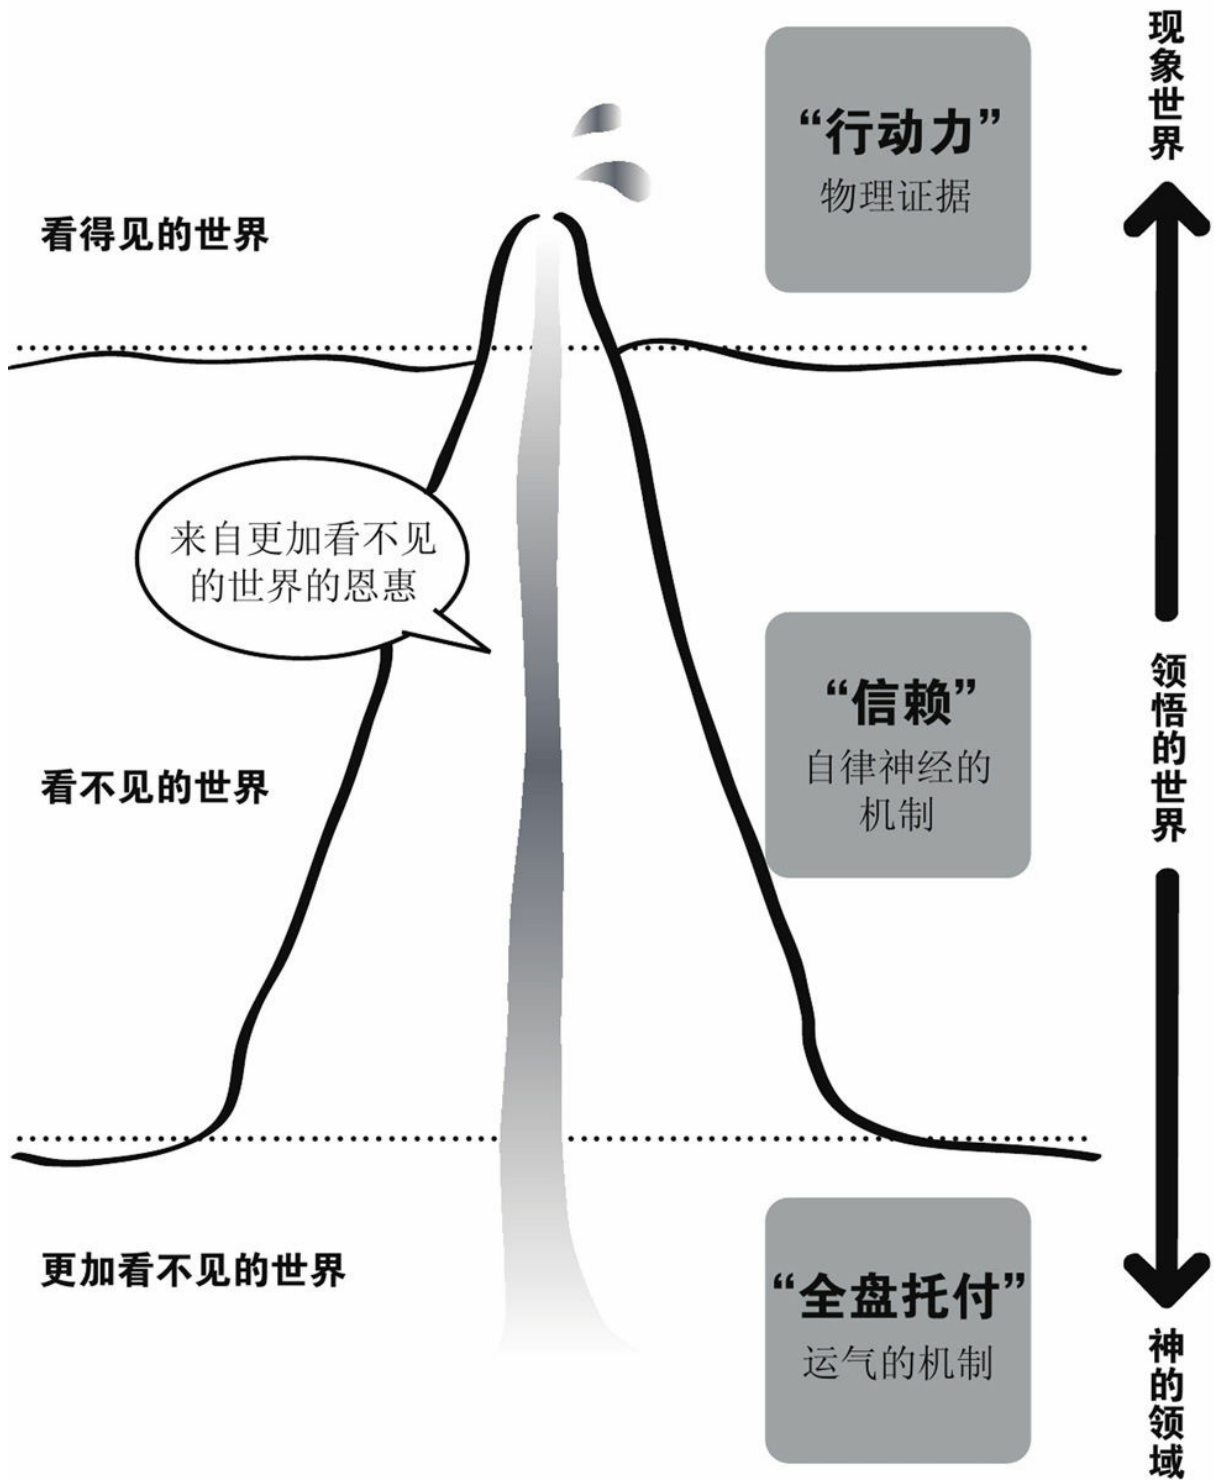 现象世界
“行动力”
物理证据
看得见的世界
来自更加看不见
的世界的恩惠
领悟的世界
“信赖”
自律神经的
机制
看不见的世界
更加看不见的世界
“全盘托付”
运气的机制
神的领域